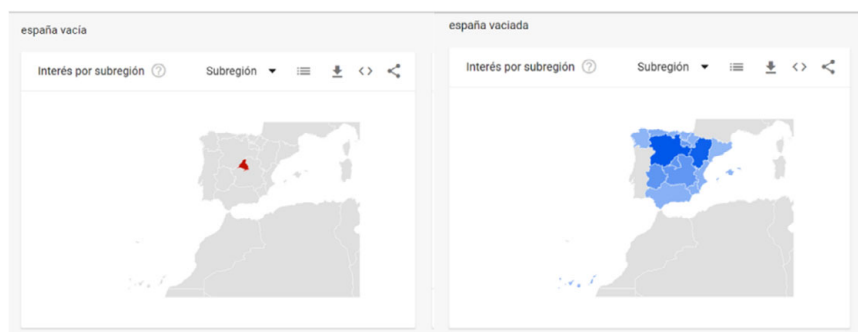 españa vacía
Interés por subregión
Subregión
españa vaciada
Interés por subregión
Subregión